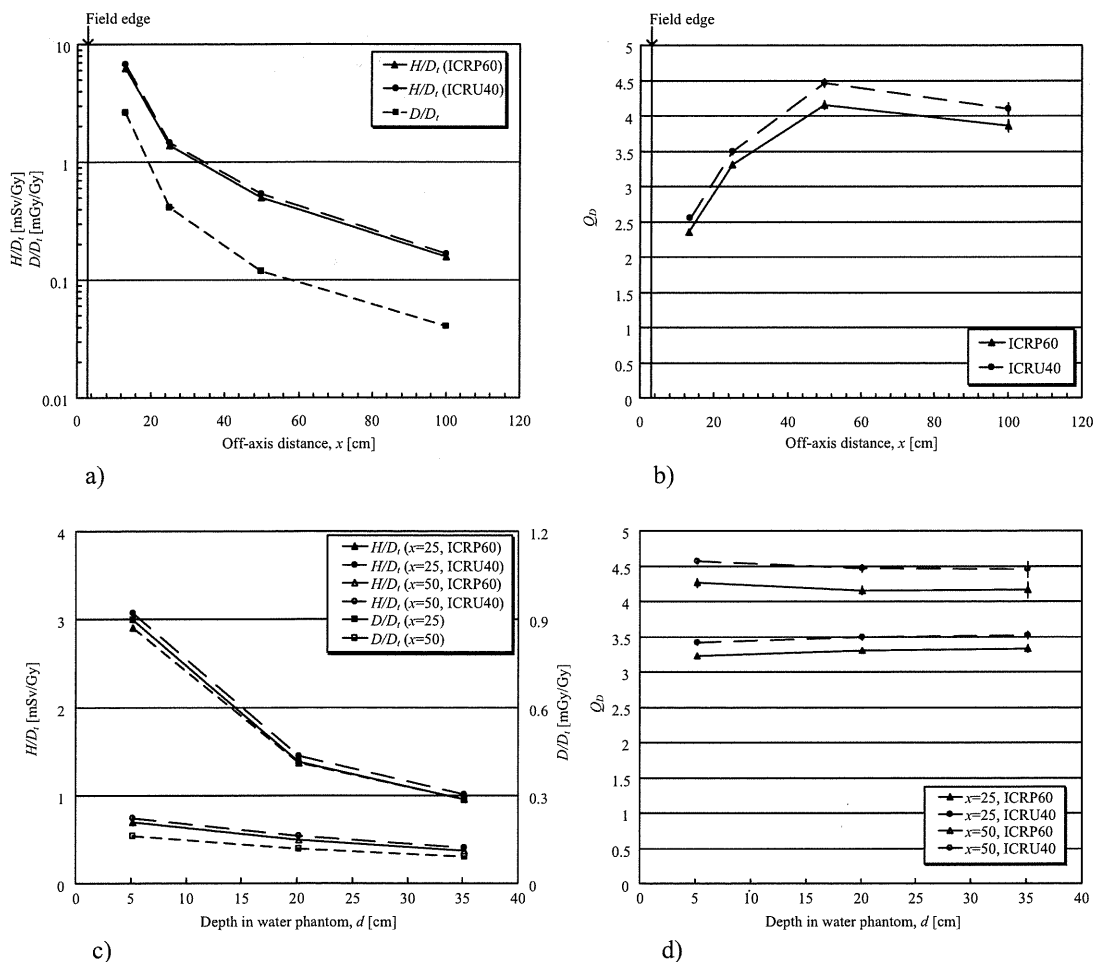 Field edge
10
1
0.1
0.01
H/Dt [mSv/Gy]
D/Dt [mGy/Gy]
H/Dt (ICRP60)
H/Dt (ICRU40)
D/Dt
0 20 40 60 80 100 120
Off-axis distance, x [cm]
a)
Field edge
5
4.5
4
3.5
3
2.5
2
1.5
1
0.5
0
QD
ICRP60
ICRU40
0 20 40 60 80 100 120
Off-axis distance, x [cm]
b)
4
3
2
1
0
H/Dt [mSv/Gy]
H/Dt (x=25, ICRP60)
H/Dt (x=25, ICRU40)
H/Dt (x=50, ICRP60)
H/Dt (x=50, ICRU40)
D/Dt (x=25)
D/Dt (x=50)
1.2
0.9
0.6
0.3
0.0
D/Dt [mGy/Gy]
0 5 10 15 20 25 30 35 40
Depth in water phantom, d [cm]
c)
5
4.5
4
3.5
3
2.5
2
1.5
1
0.5
0
QD
x=25, ICRP60
x=25, ICRU40
x=50, ICRP60
x=50, ICRU40
0 5 10 15 20 25 30 35 40
Depth in water phantom, d [cm]
d)